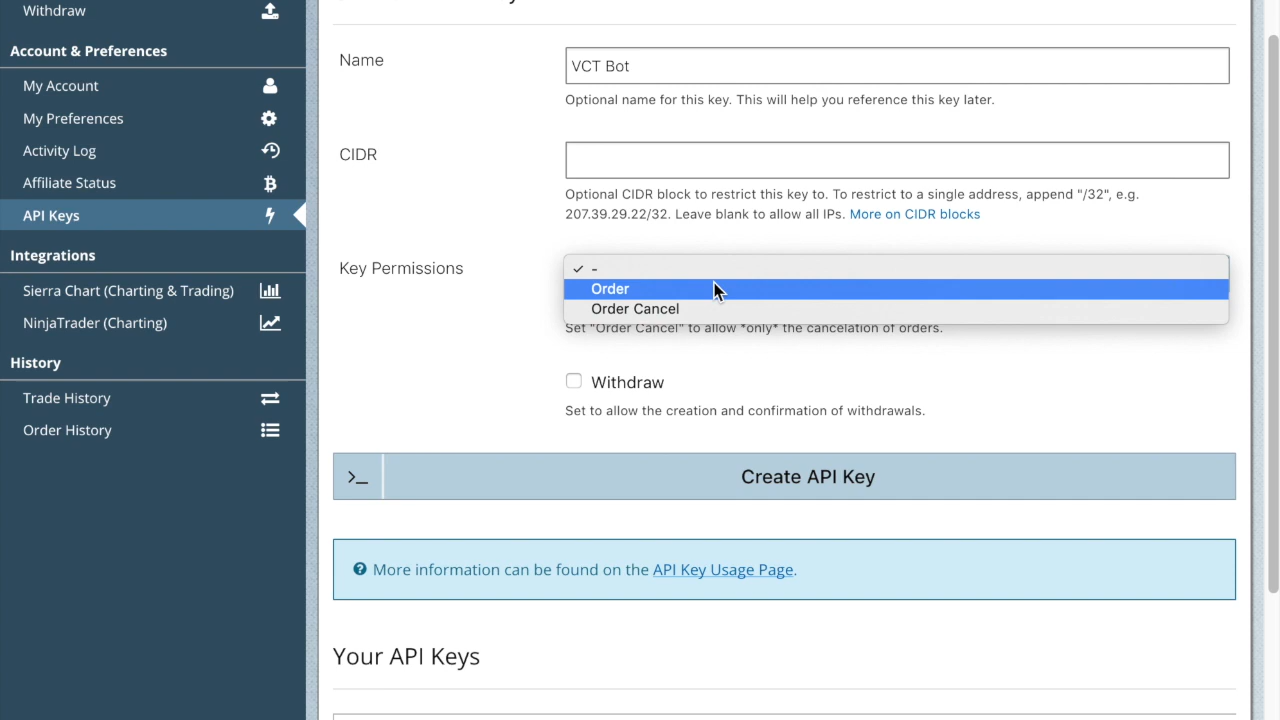 Withdraw
Account & Preferences
My Account
My Preferences
Activity Log
Affiliate Status
API Keys
Integrations
Sierra Chart (Charting & Trading)
NinjaTrader (Charting)
History
Trade History
Order History
Name
VCT Bot
Optional name for this key. This will help you reference this key later.
CIDR
Optional CIDR block to restrict this key to. To restrict to a single address, append "/32", e.g.
207.39.29.22/32. Leave blank to allow all IPs. More on CIDR blocks
Key Permissions
✓ -
Order
Order Cancel
Set "Order Cancel" to allow *only* the cancelation of orders.
Withdraw
Set to allow the creation and confirmation of withdrawals.
>_ Create API Key
More information can be found on the API Key Usage Page.
Your API Keys